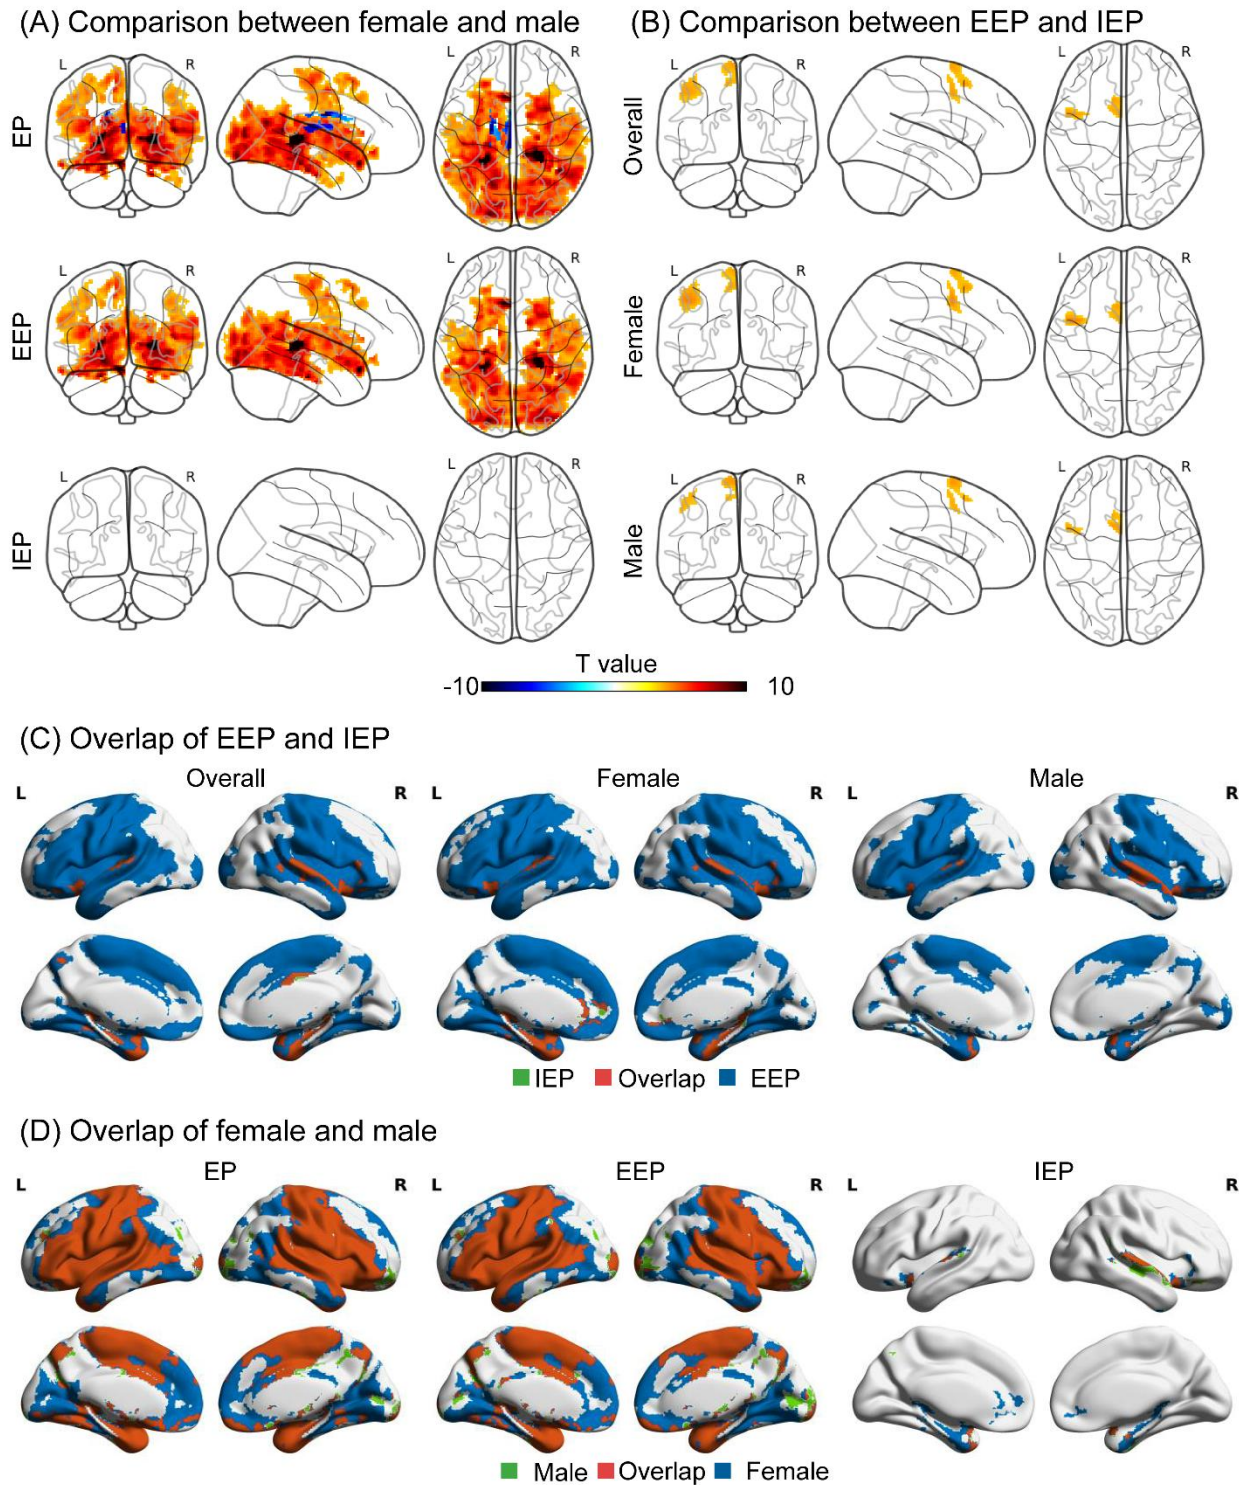 (A) Comparison between female and male
(B) Comparison between EEP and IEP
L R
L R
EP
L R
L R
Overall
L R
L R
EEP
L R
L R
Female
L R
L R
IEP
L R
L R
Male
T value
-10 10
(C) Overlap of EEP and IEP
Overall
L R
Female
L R
Male
L R
IEP Overlap EEP
(D) Overlap of female and male
EP
L R
EEP
L R
IEP
L R
Male Overlap Female